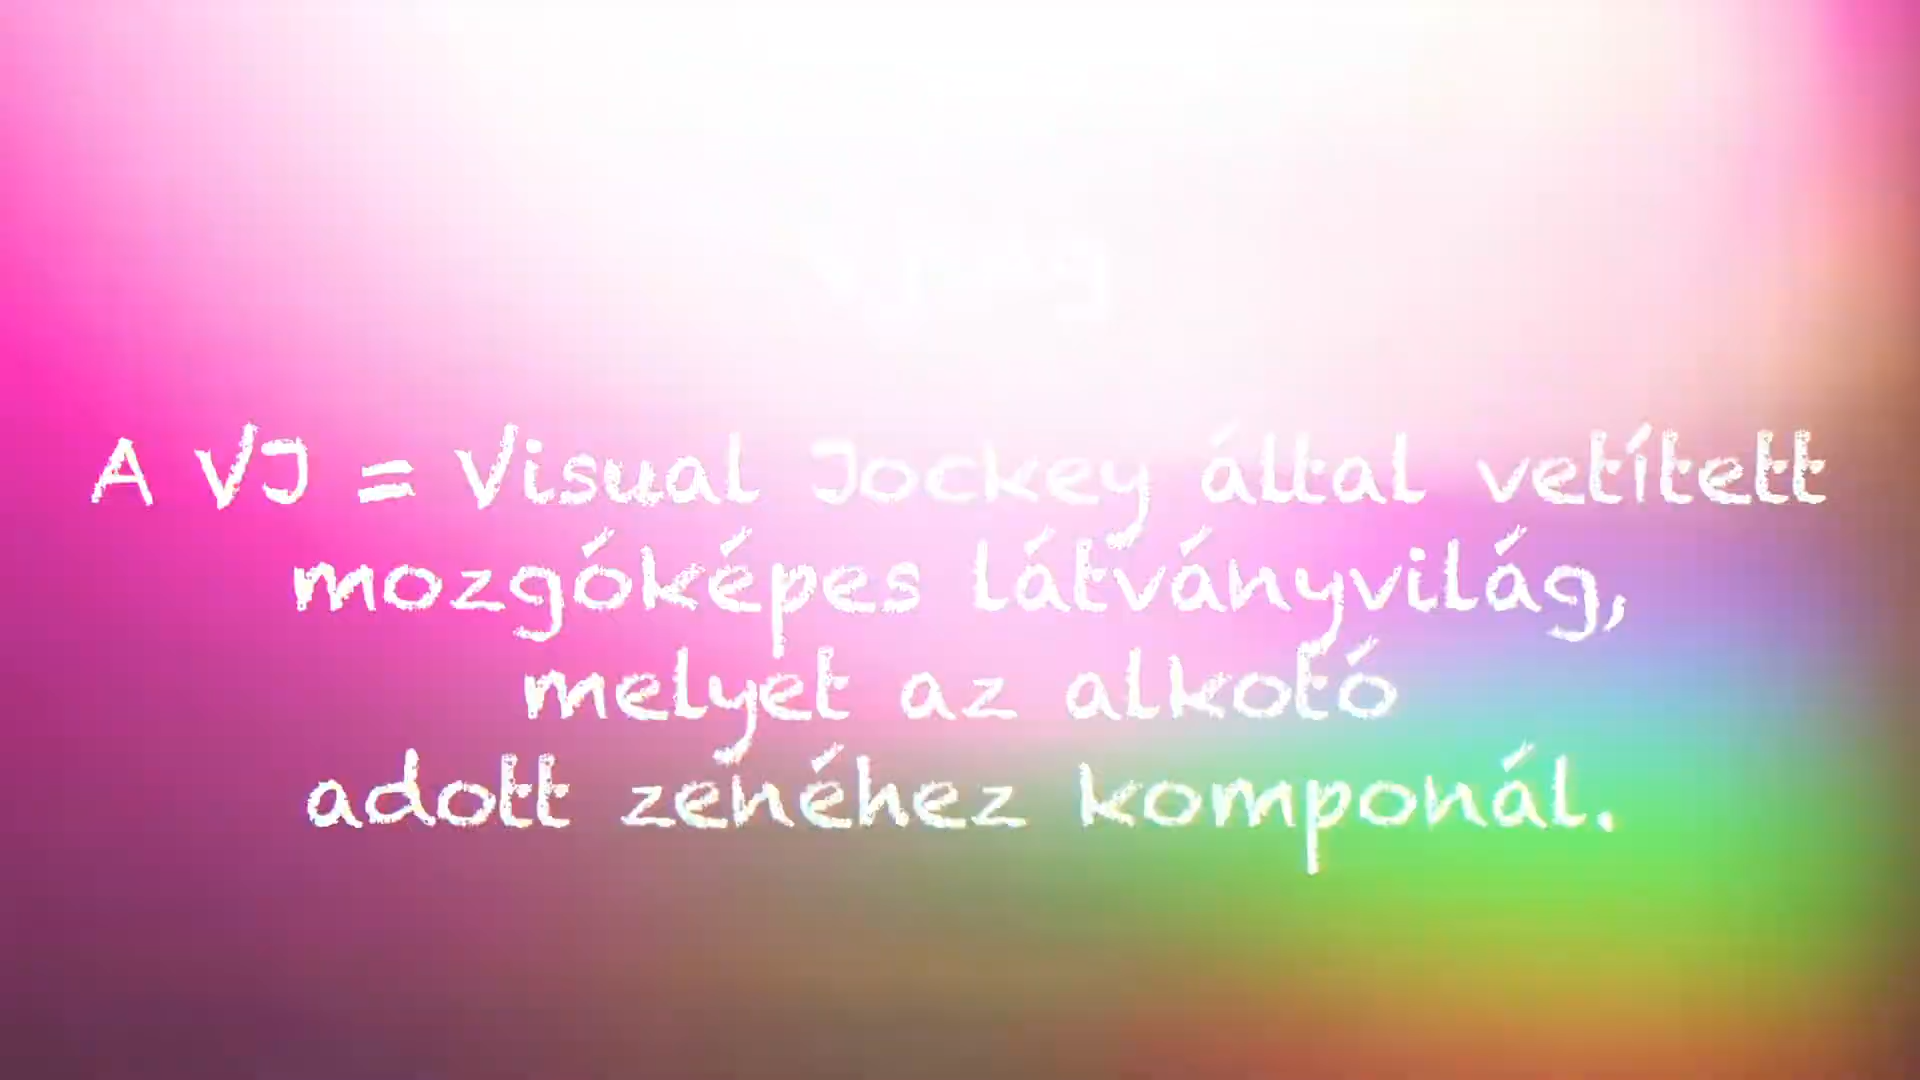 A VJ = Visual Jockey által vetített
mozgóképes látványvilág,
melyet az alkotó
adott zenéhez komponál.